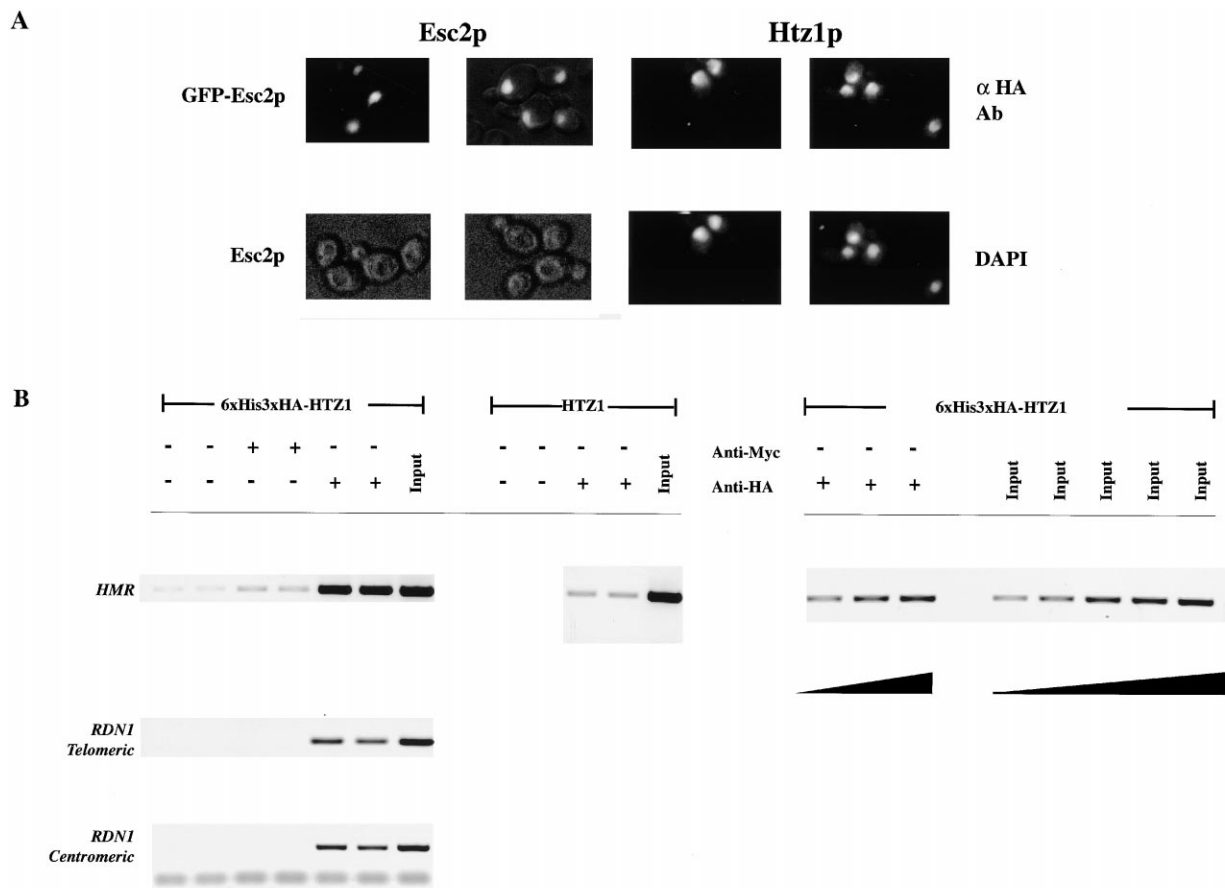 A
Esc2p Htz1p
GFP-Esc2p
α HA
Ab
Esc2p
DAPI
B
6xHis3xHA-HTZ1 HTZ1 6xHis3xHA-HTZ1
- - + + - - Input - - + + Input Anti-Myc - - - Input Input Input Input Input
- - - - + + Anti-HA + + +
HMR
RDN1
Telomeric
RDN1
Centromeric